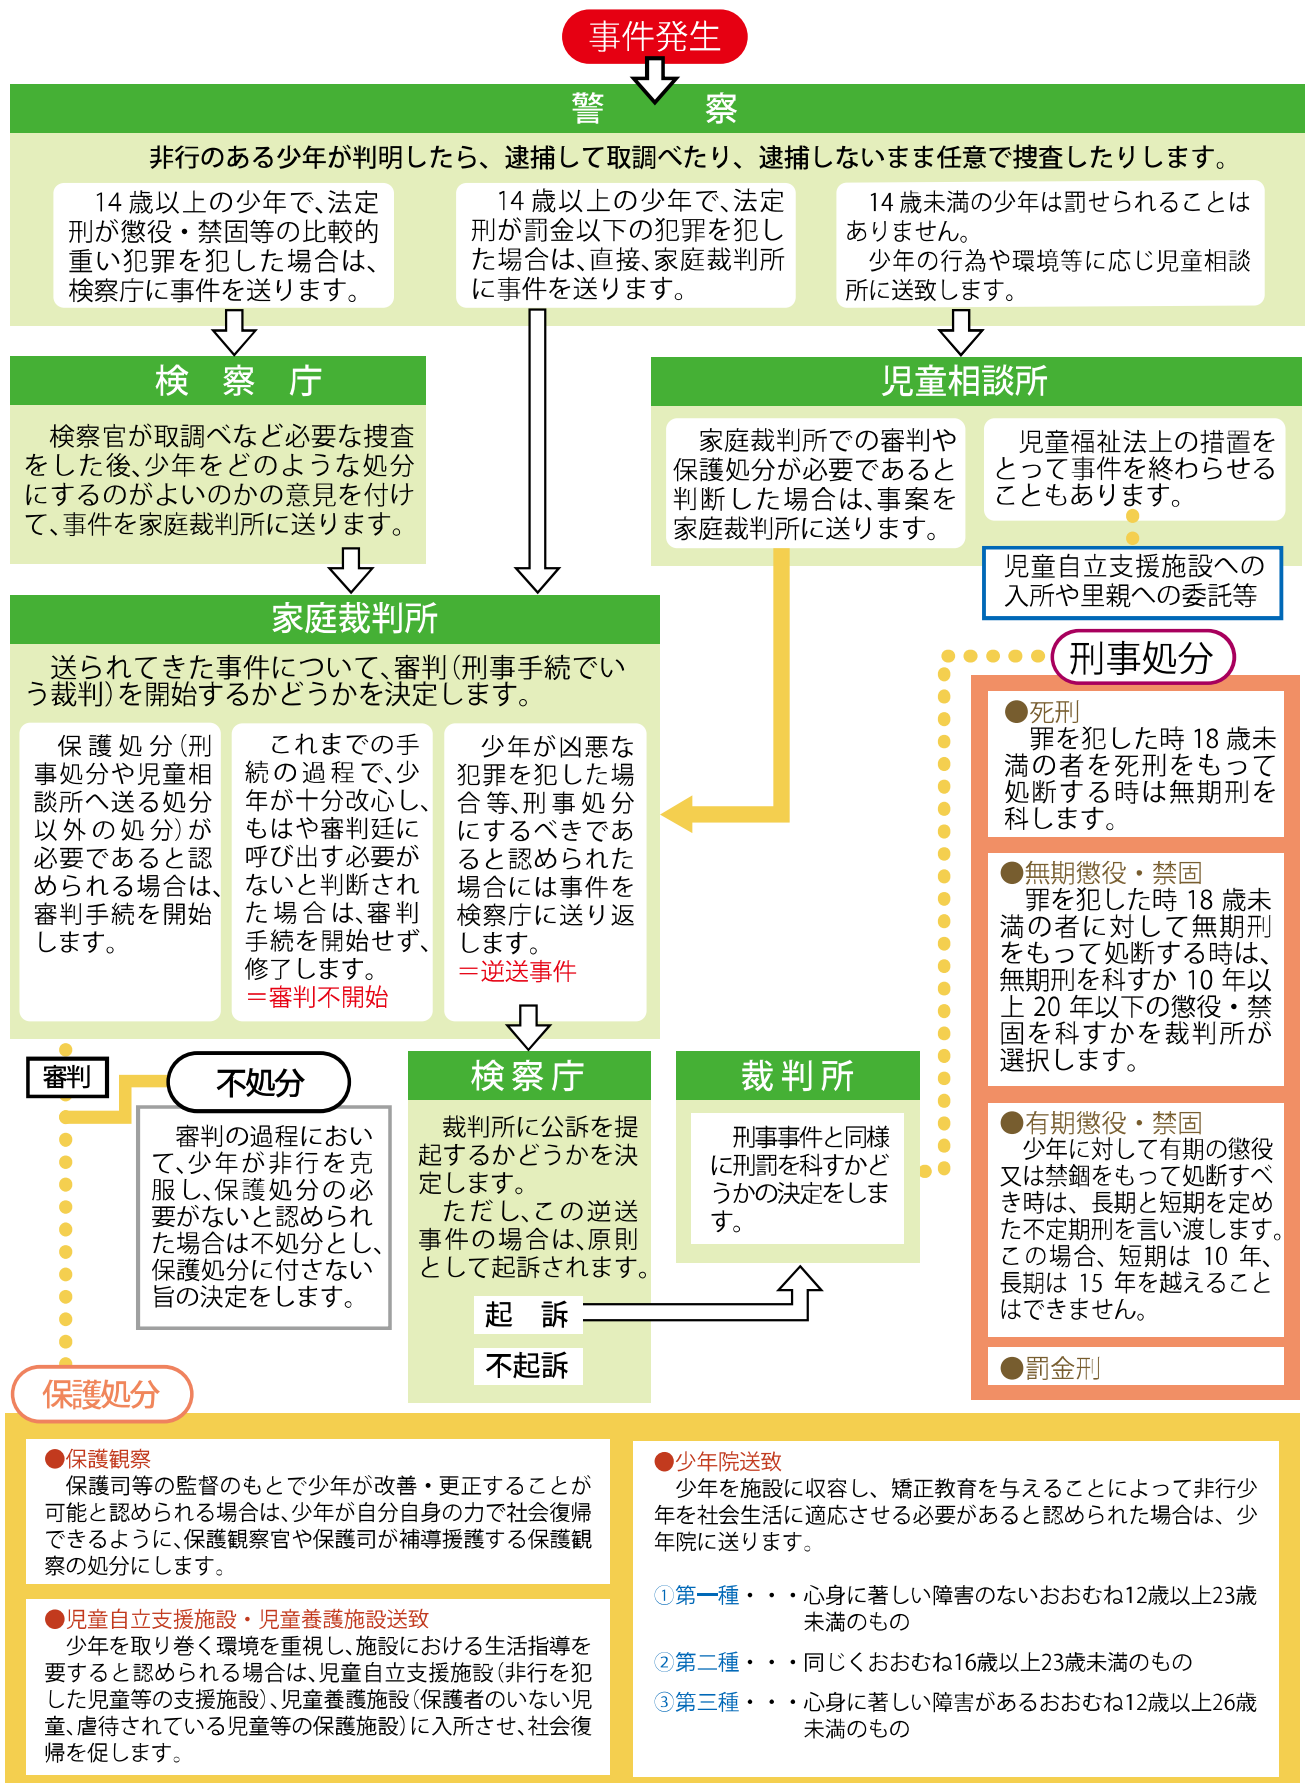 事件発生
警察
非行のある少年が判明したら、逮捕して取調べたり、逮捕しないまま任意で捜査したりします。
14 歳以上の少年で、法定
刑が懲役・禁固等の比較的
重い犯罪を犯した場合は、
検察庁に事件を送ります。
14 歳以上の少年で、法定
刑が罰金以下の犯罪を犯し
た場合は、直接、家庭裁判所
に事件を送ります。
14 歳未満の少年は罰せられることは
ありません。
少年の行為や環境等に応じ児童相談
所に送致します。
検察庁
検察官が取調べなど必要な捜査
をした後、少年をどのような処分
にするのがよいのかの意見を付け
て、事件を家庭裁判所に送ります。
児童相談所
家庭裁判所での審判や
保護処分が必要であると
判断した場合は、事案を
家庭裁判所に送ります。
児童福祉法上の措置を
とって事件を終わらせる
こともあります。
児童自立支援施設への
入所や里親への委託等
家庭裁判所
送られてきた事件について、審判（刑事手続でい
う裁判）を開始するかどうかを決定します。
保護処分（刑
事処分や児童相
談所へ送る処分
以外の処分）が
必要であると認
められる場合は、
審判手続を開始
します。
これまでの手
続の過程で、少
年が十分改心し、
もはや審判廷に
呼び出す必要が
ないと判断され
た場合は、審判
手続を開始せず、
修了します。
＝審判不開始
少年が凶悪な
犯罪を犯した場
合等、刑事処分
にするべきであ
ると認められた
場合には事件を
検察庁に送り返
します。
＝逆送事件
刑事処分
●死刑
罪を犯した時 18 歳未
満の者を死刑をもって
処断する時は無期刑を
科します。
●無期懲役・禁固
罪を犯した時 18 歳未
満の者に対して無期刑
をもって処断する時は、
無期刑を科すか 10 年以
上 20 年以下の懲役・禁
固を科すかを裁判所が
選択します。
●有期懲役・禁固
少年に対して有期の懲役
又は禁錮をもって処断すべ
き時は、長期と短期を定め
た不定期刑を言い渡します。
この場合、短期は 10 年、
長期は 15 年を越えること
はできません。
●罰金刑
審判
不処分
審判の過程におい
て、少年が非行を克
服し、保護処分の必
要がないと認められ
た場合は不処分とし、
保護処分に付さない
旨の決定をします。
検察庁
裁判所に公訴を提
起するかどうかを決
定します。
ただし、この逆送
事件の場合は、原則
として起訴されます。
起訴
不起訴
裁判所
刑事事件と同様
に刑罰を科すかど
うかの決定をしま
す。
保護処分
●保護観察
保護司等の監督のもとで少年が改善・更正することが
可能と認められる場合は、少年が自分自身の力で社会復帰
できるように、保護観察官や保護司が補導援護する保護観
察の処分にします。
●児童自立支援施設・児童養護施設送致
少年を取り巻く環境を重視し、施設における生活指導を
要すると認められる場合は、児童自立支援施設（非行を犯
した児童等の支援施設）、児童養護施設（保護者のいない児
童、虐待されている児童等の保護施設）に入所させ、社会復
帰を促します。
●少年院送致
少年を施設に収容し、矯正教育を与えることによって非行少
年を社会生活に適応させる必要があると認められた場合は、少
年院に送ります。
①第一種・・・心身に著しい障害のないおおむね12歳以上23歳
未満のもの
②第二種・・・同じくおおむね16歳以上23歳未満のもの
③第三種・・・心身に著しい障害があるおおむね12歳以上26歳
未満のもの